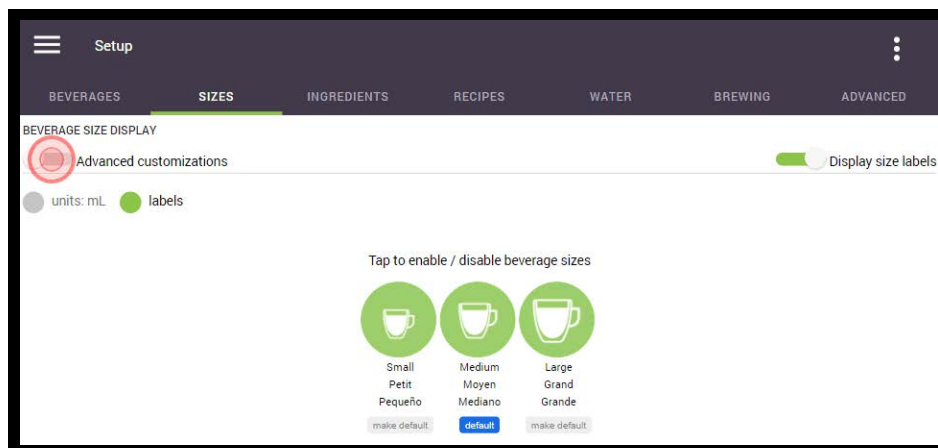 Setup
BEVERAGES SIZES INGREDIENTS RECIPES WATER BREWING ADVANCED
BEVERAGE SIZE DISPLAY
Advanced customizations Display size labels
units: mL labels
Tap to enable / disable beverage sizes
Small Medium Large
Petit Moyen Grand
Pequeño Mediano Grande
make default default make default